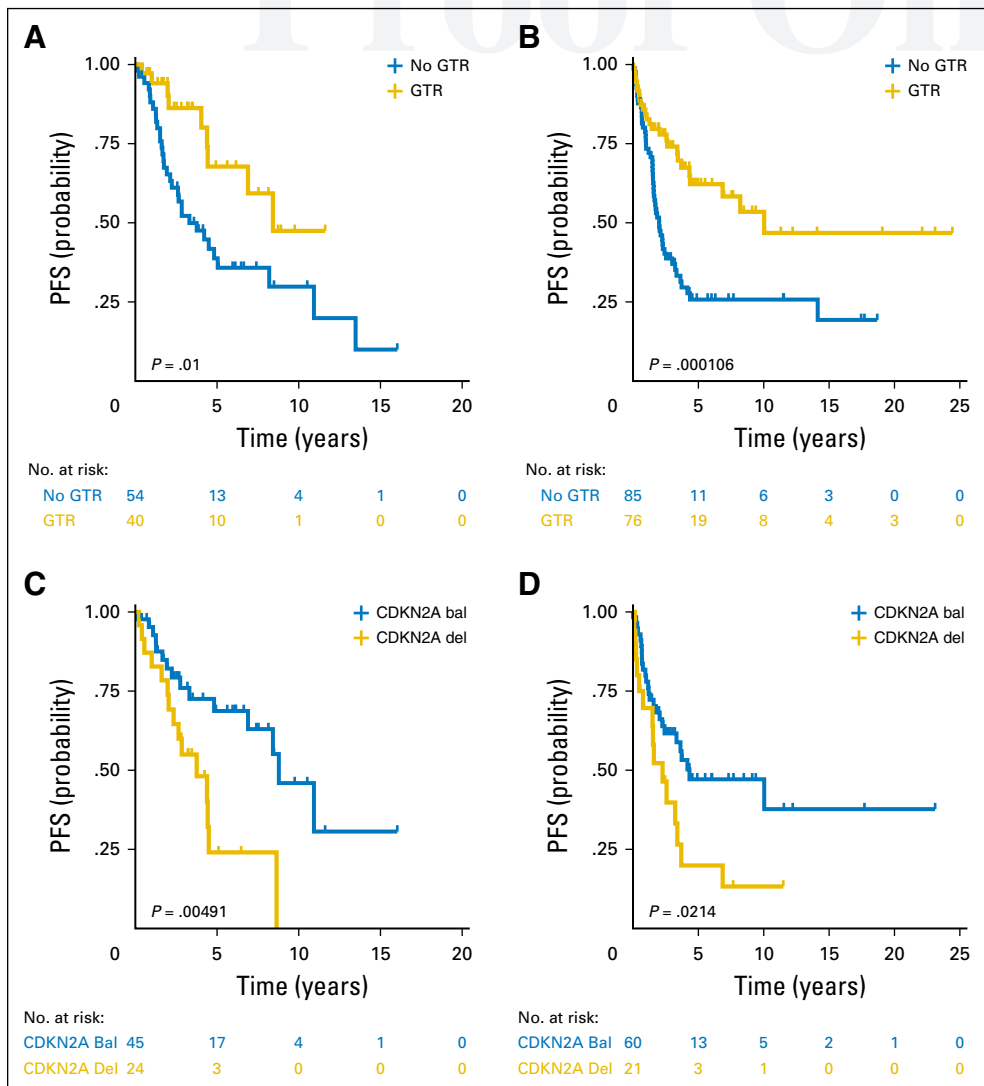 Proof Onl
A
No GTR
GTR
PFS (probability)
1.00
.75
.50
.25
P = .01
0 5 10 15 20
Time (years)
No. at risk:
No GTR 54 13 4 1 0
GTR 40 10 1 0 0
B
No GTR
GTR
PFS (probability)
1.00
.75
.50
.25
P = .000106
0 5 10 15 20 25
Time (years)
No. at risk:
No GTR 85 11 6 3 0 0
GTR 76 19 8 4 3 0
C
CDKN2A bal
CDKN2A del
PFS (probability)
1.00
.75
.50
.25
P = .00491
0 5 10 15 20
Time (years)
No. at risk:
CDKN2A Bal 45 17 4 1 0
CDKN2A Del 24 3 0 0 0
D
CDKN2A bal
CDKN2A del
PFS (probability)
1.00
.75
.50
.25
P = .0214
0 5 10 15 20 25
Time (years)
No. at risk:
CDKN2A Bal 60 13 5 2 1 0
CDKN2A Del 21 3 1 0 0 0